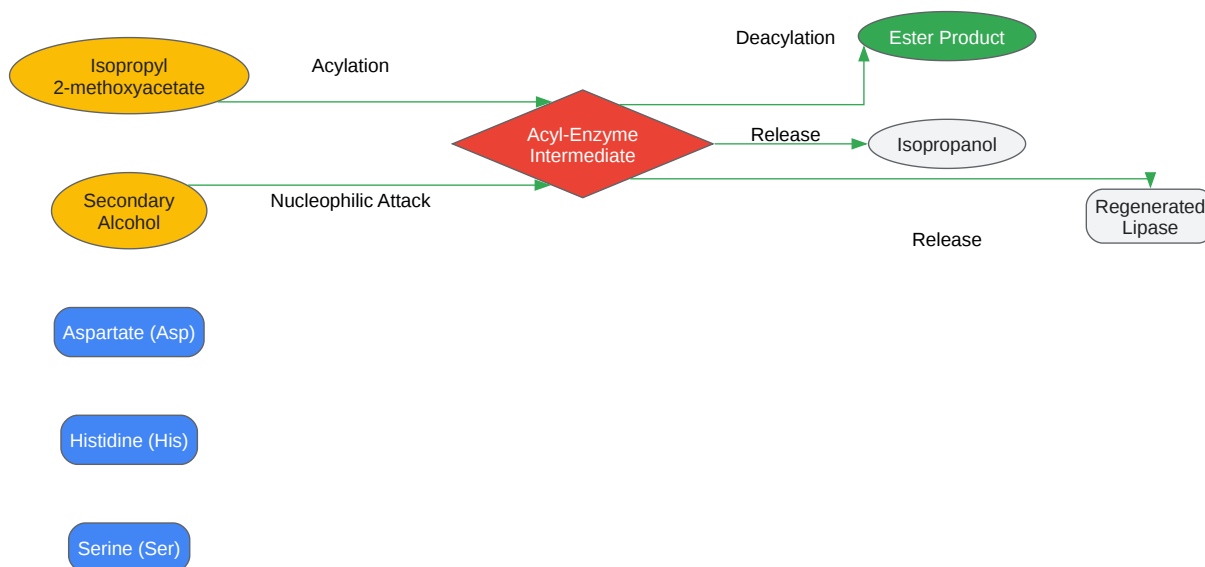 Isopropyl
2-methoxyacetate
Acylation
Deacylation
Ester Product
Acyl-Enzyme
Intermediate
Release
Isopropanol
Secondary
Alcohol
Nucleophilic Attack
Regenerated
Lipase
Release
Aspartate (Asp)
Histidine (His)
Serine (Ser)